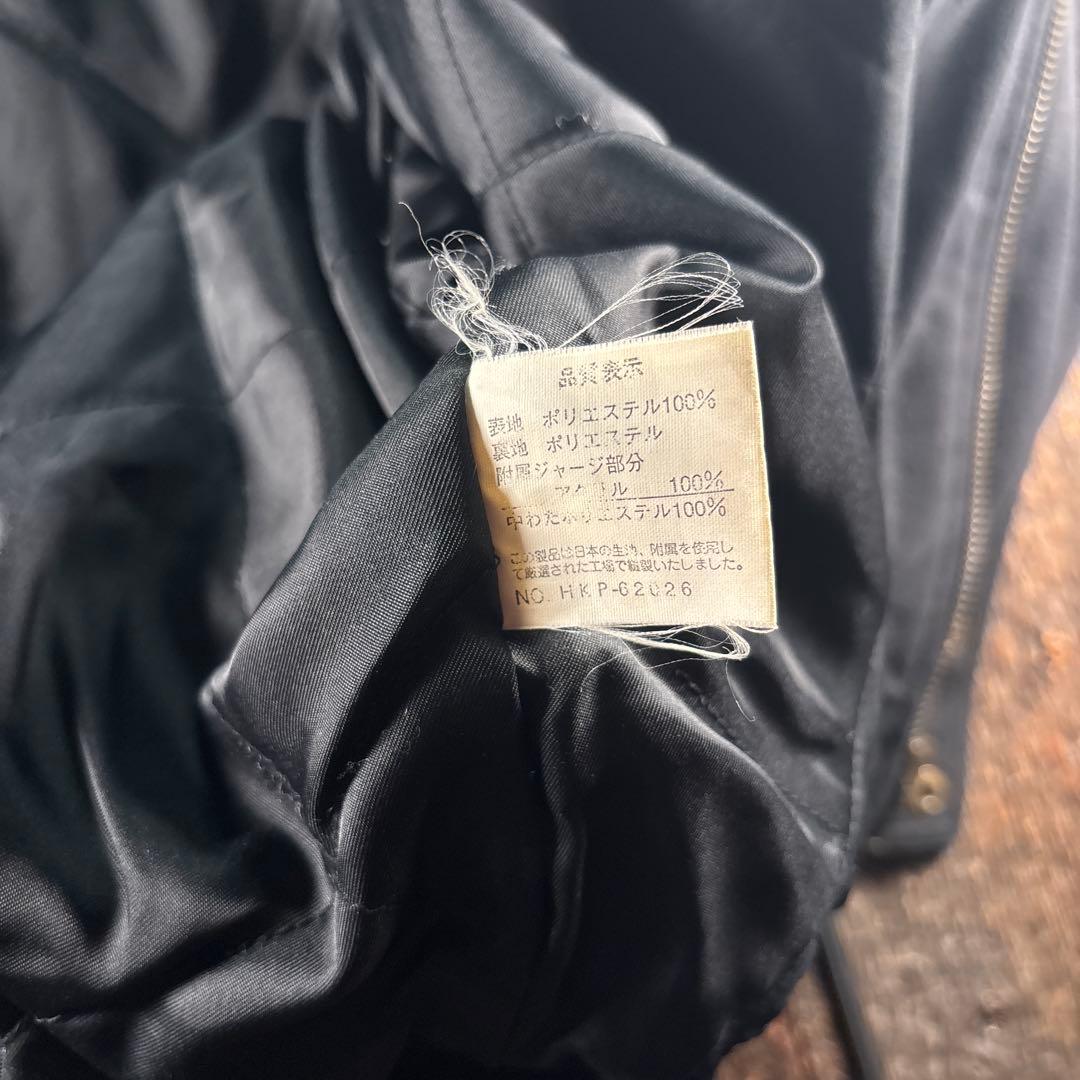 品質表示
表地 ポリエステル100%
裏地 ポリエステル
附属ジャージ部分
アクリル 100%
中わたポリエステル100%
この製品は日本の生地、附属を使用し
て厳選された工場で縫製いたしました。
NO. HKP-62026